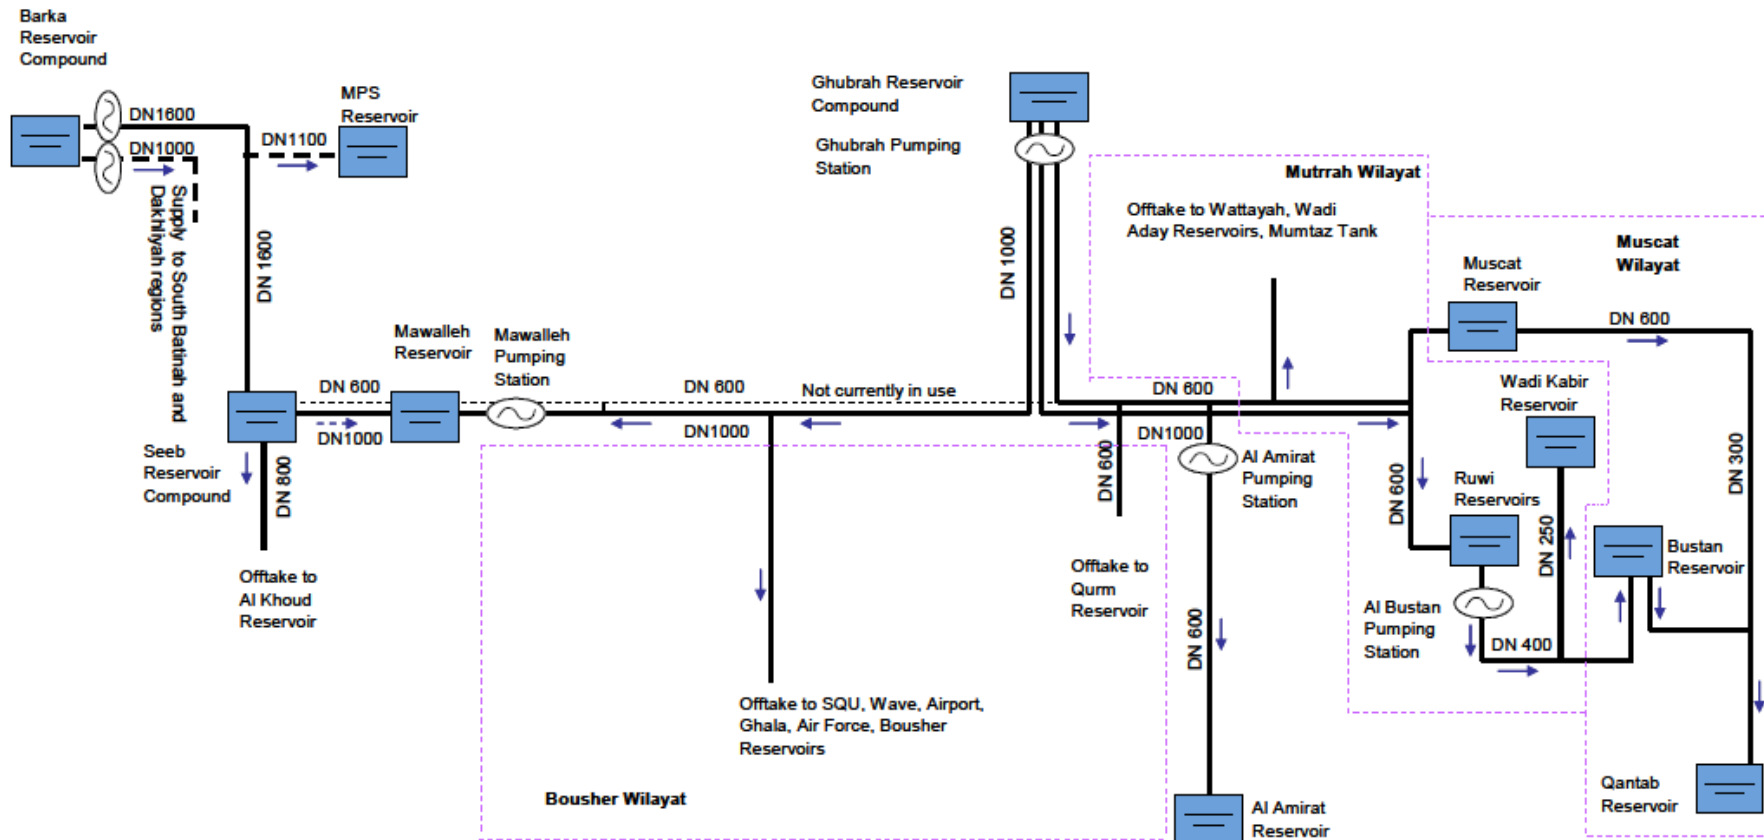 Barka
Reservoir
Compound
DN1600
DN1000
MPS
Reservoir
DN1100
Supply to South Batinah and
Dakhliyah regions
DN 1600
Seeb
Reservoir
Compound
DN 800
Offtake to
Al Khoud
Reservoir
DN 600
DN1000
Mawalleh
Reservoir
Mawalleh
Pumping
Station
DN 600
Not currently in use
DN1000
Offtake to SQU, Wave, Airport,
Ghala, Air Force, Bousher
Reservoirs
Bousher Wilayat
Ghubrah Reservoir
Compound
Ghubrah Pumping
Station
DN 1000
Mutrrah Wilayat
Offtake to Wattayah, Wadi
Aday Reservoirs, Mumtaz Tank
DN 600
DN1000
DN 600
Offtake to
Qurm
Reservoir
Al Amirat
Pumping
Station
DN 600
Al Amirat
Reservoir
Muscat
Wilayat
Muscat
Reservoir
DN 600
Wadi Kabir
Reservoir
DN 600
Ruwi
Reservoirs
DN 250
DN 300
Bustan
Reservoir
Al Bustan
Pumping
Station
DN 400
Qantab
Reservoir